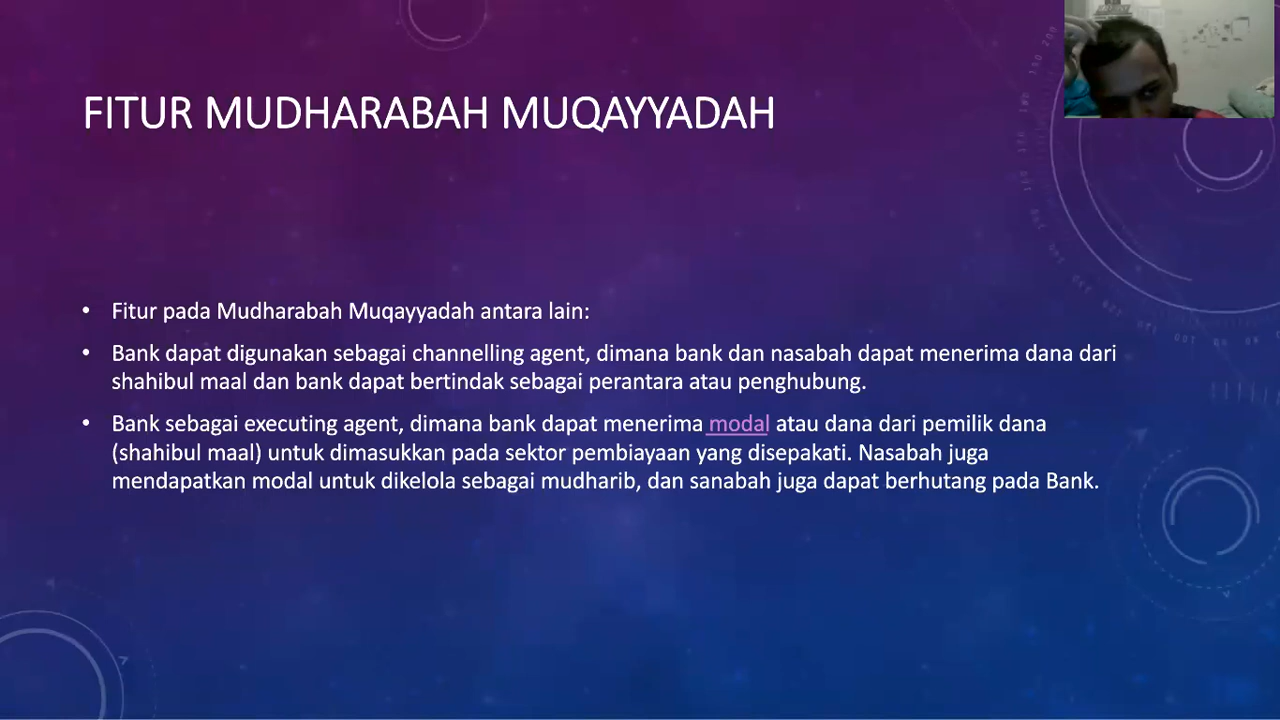 FITUR MUDHARABAH MUQAYYADAH
• Fitur pada Mudharabah Muqayyadah antara lain:
• Bank dapat digunakan sebagai channelling agent, dimana bank dan nasabah dapat menerima dana dari
shahibul maal dan bank dapat bertindak sebagai perantara atau penghubung.
• Bank sebagai executing agent, dimana bank dapat menerima modal atau dana dari pemilik dana
(shahibul maal) untuk dimasukkan pada sektor pembiayaan yang disepakati. Nasabah juga
mendapatkan modal untuk dikelola sebagai mudharib, dan sanabah juga dapat berhutang pada Bank.